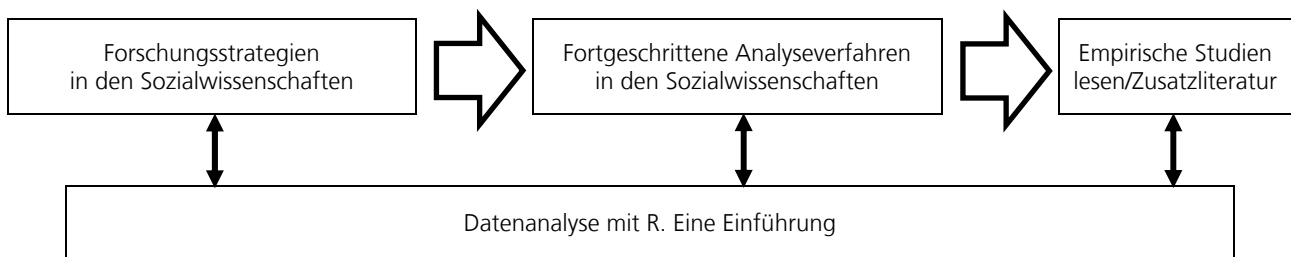 Forschungsstrategien
in den Sozialwissenschaften
Fortgeschrittene Analyseverfahren
in den Sozialwissenschaften
Empirische Studien
lesen/Zusatzliteratur
Datenanalyse mit R. Eine Einführung